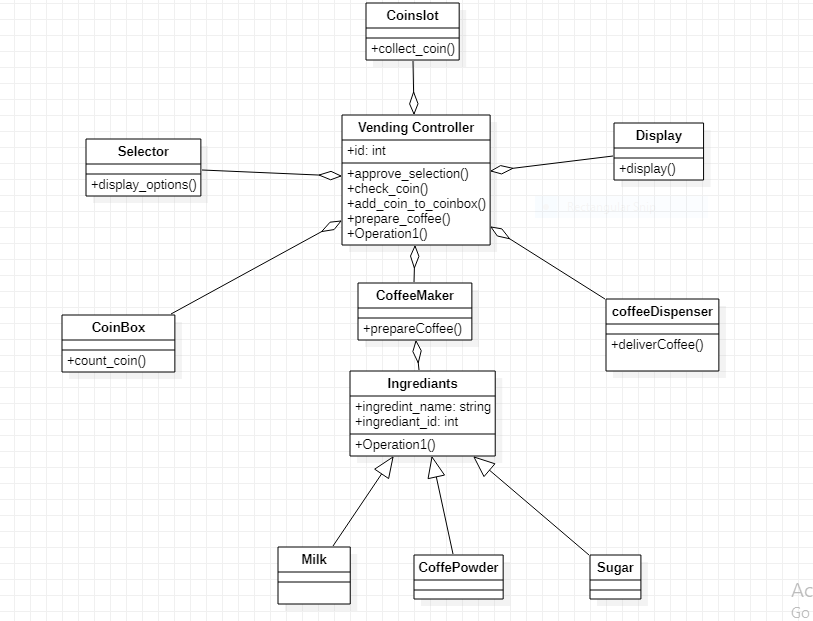 Coinslot
+collect_coin()
Vending Controller
+id: int
+approve_selection()
+check_coin()
+add_coin_to_coinbox()
+prepare_coffee()
+Operation1()
Selector
+display_options()
Display
+display()
CoinBox
+count_coin()
CoffeeMaker
+prepareCoffee()
coffeeDispenser
+deliverCoffee()
Ingrediants
+ingredint_name: string
+ingrediant_id: int
+Operation1()
Milk
CoffePowder
Sugar
Ac
Go